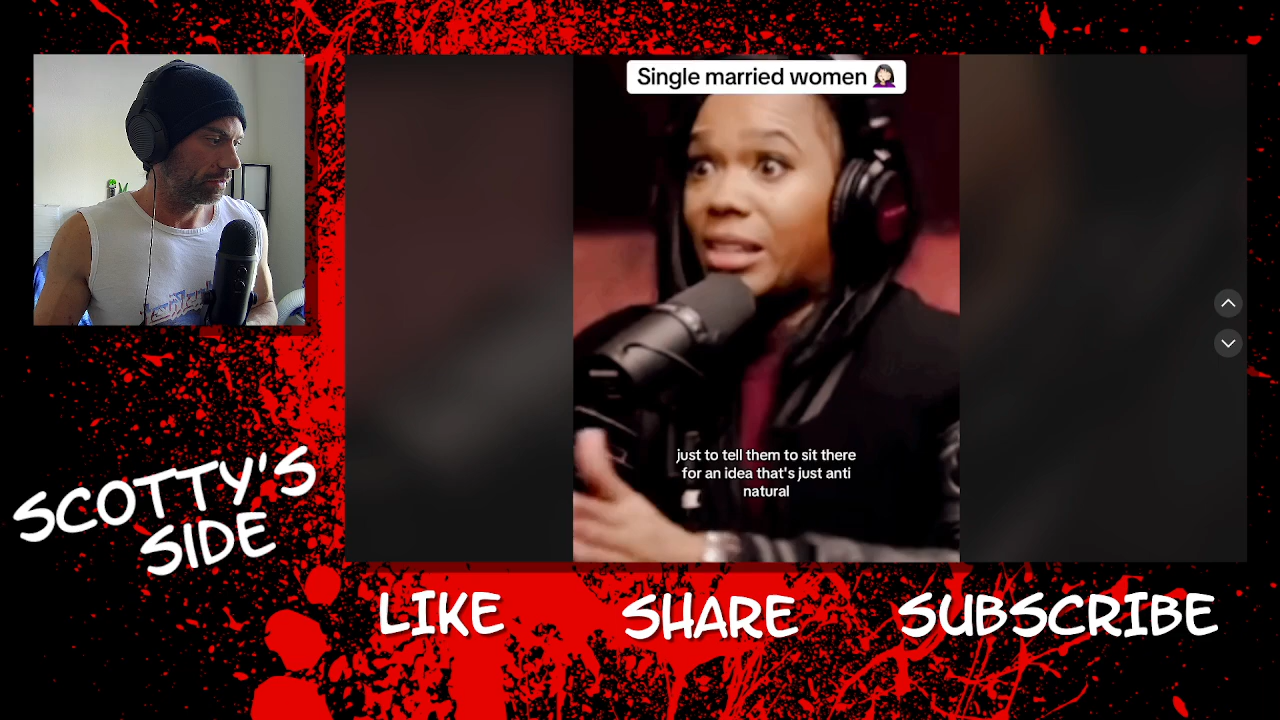 Single married women 🤦🏻‍♀️
just to tell them to sit there
for an idea that's just anti
natural
SCOTTY'S
SIDE
LIKE
SHARE
SUBSCRIBE